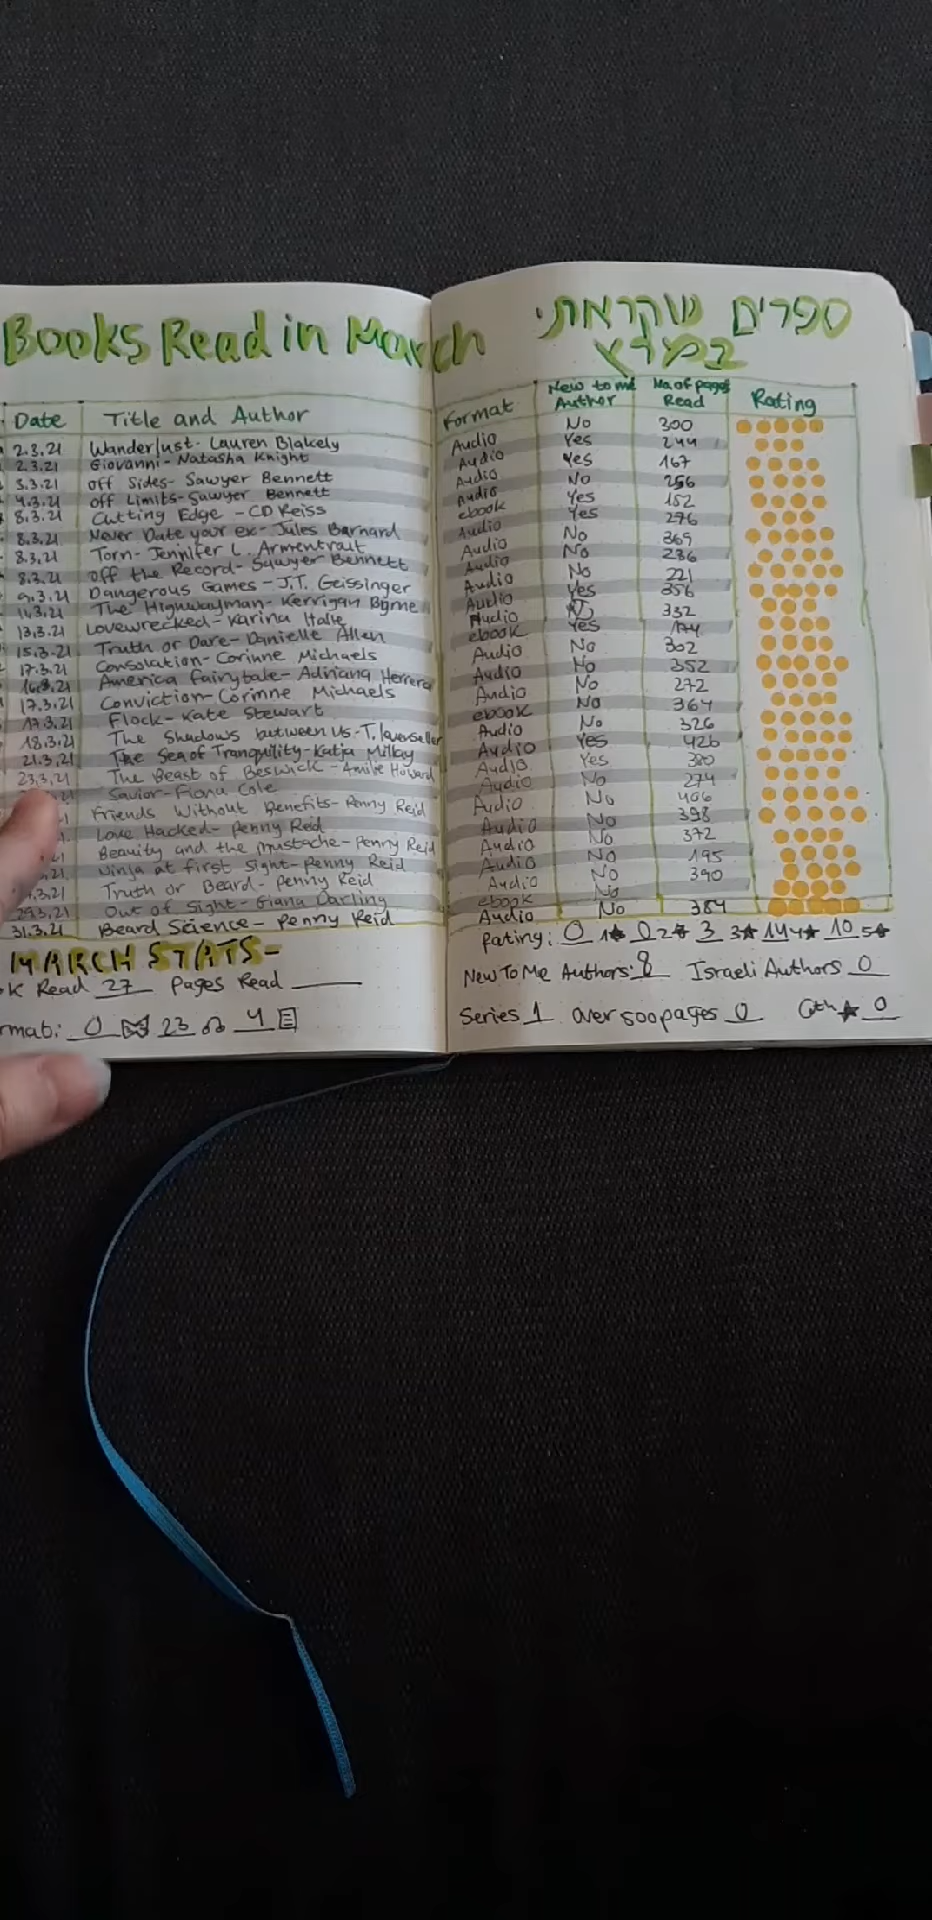 Books Read in March
ספרים שקראתי
במרץ
Date Title and Author Format New to me Author No of pages Read Rating
2.3.21 Wanderlust- Lauren Blakely Audio No 300
2.3.21 Giovanni- Natasha Knight Audio Yes 244
3.3.21 Off Sides- Sawyer Bennett Audio Yes 167
4.3.21 Off Limits- Sawyer Bennett Audio No 256
8.3.21 Cutting Edge - CD Reiss ebook Yes 152
8.3.21 Never Date your ex- Jules Barnard Audio Yes 276
8.3.21 Torn- Jennifer L. Armentrout Audio No 369
8.3.21 Off the Record- Sawyer Bennett Audio No 236
9.3.21 Dangerous Games- J.T. Geissinger Audio No 221
11.3.21 The Highwayman- Kerrigan Byrne Audio Yes 356
13.3.21 Lovewrecked- Karina Halle Audio 332
15.3.21 Truth or Dare- Danielle Allen ebook Yes 174
17.3.21 Consolation- Corinne Michaels Audio No 302
America Fairytale- Adriana Herrera Audio No 352
17.3.21 Conviction- Corinne Michaels Audio No 272
17.3.21 Flock- Kate Stewart ebook No 364
18.3.21 The Shadows between Us- T. Audio No 326
21.3.21 The Sea of Tranquility- Katja Millay Audio Yes 426
23.3.21 The Beast of Beswick- Amilie Howard Audio Yes 380
Savior- Fiona Cole Audio No 274
Friends Without Benefits- Penny Reid Audio No 406
Love Hacked- Penny Reid Audio No 398
Beauity and the mustache- Penny Reid Audio No 372
Ninja at first Sight- Penny Reid Audio No 195
.3.21 Truth or Beard- Penny Reid Audio No 390
29.3.21 Out of Sight- Giana Darling ebook No
31.3.21 Beard Science- Penny Reid Audio No 384
MARCH STATS-
k Read 27 Pages Read
rmat: 0 23 4
Rating: 0 1★ 0 2★ 3 3★ 14 4★ 10 5★
New To Me Authors: 8 Israeli Authors 0
Series 1 over 500 pages 0 6th ★ 0